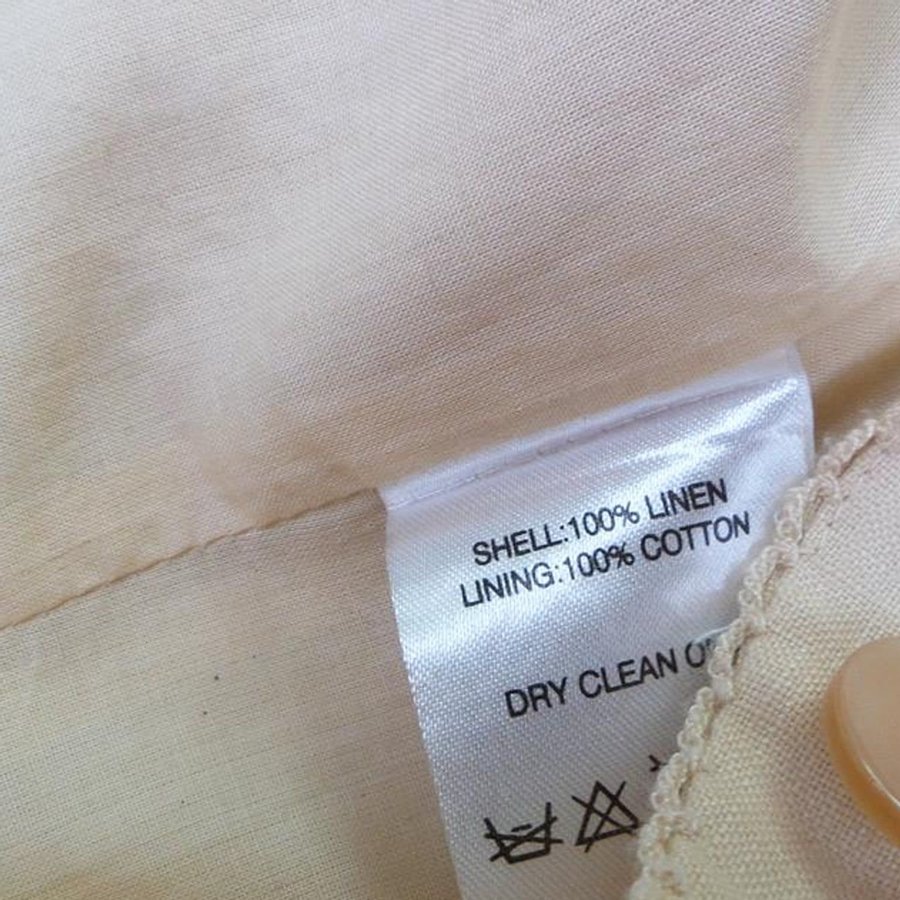 SHELL:100% LINEN
LINING:100% COTTON
DRY CLEAN